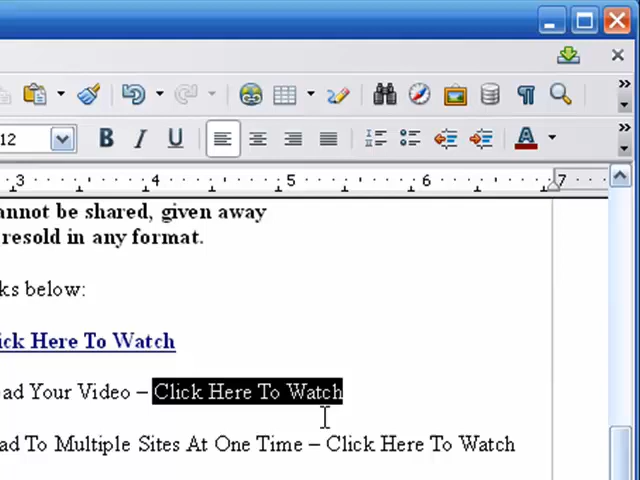 12 B I U
3 4 5 6 7
annot be shared, given away
resold in any format.
ks below:
ick Here To Watch
ad Your Video – Click Here To Watch
ad To Multiple Sites At One Time – Click Here To Watch